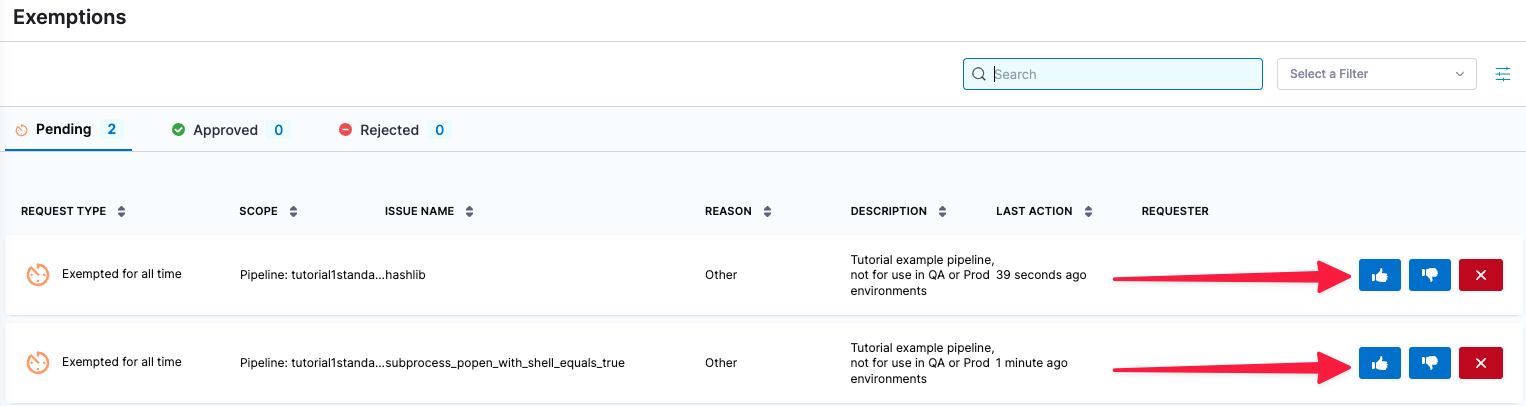 Exemptions
Search
Select a Filter
Pending 2 Approved 0 Rejected 0
REQUEST TYPE SCOPE ISSUE NAME REASON DESCRIPTION LAST ACTION REQUESTER
Tutorial example pipeline,
Exempted for all time Pipeline: tutorial1standa...hashlib Other not for use in QA or Prod 39 seconds ago
environments
Tutorial example pipeline,
Exempted for all time Pipeline: tutorial1standa...subprocess_popen_with_shell_equals_true Other not for use in QA or Prod 1 minute ago
environments